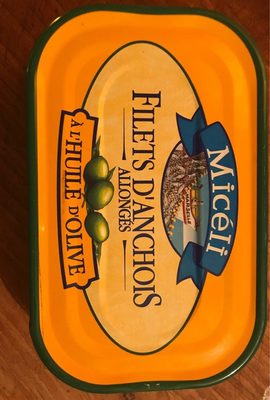 Micéli
FILETS D'ANCHOIS
ALLONGÉS
À L'HUILE D'OLIVE